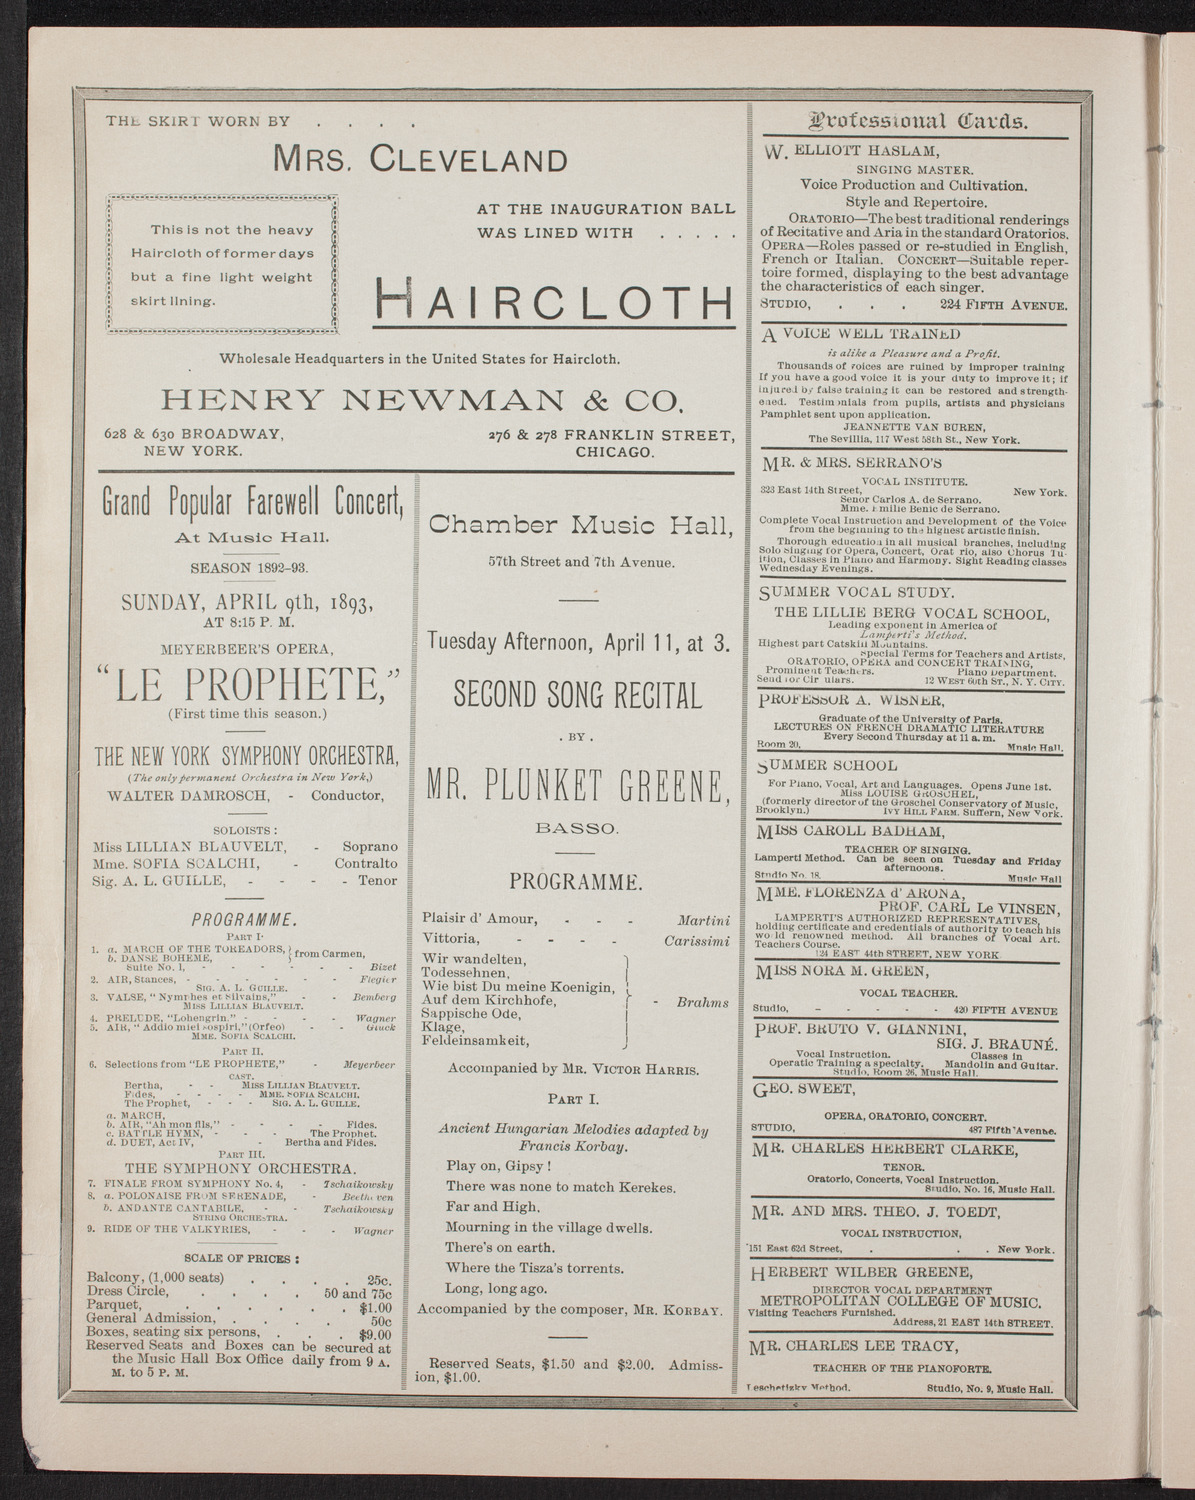 THE SKIRT WORN BY . . . .
MRS. CLEVELAND
This is not the heavy
Haircloth of former days
but a fine light weight
skirt lining.
AT THE INAUGURATION BALL
WAS LINED WITH . . . . .
HAIRCLOTH
Wholesale Headquarters in the United States for Haircloth.
HENRY NEWMAN & CO,
628 & 630 BROADWAY,
NEW YORK.
276 & 278 FRANKLIN STREET,
CHICAGO.
Grand Popular Farewell Concert,
At Music Hall.
SEASON 1892-93.
SUNDAY, APRIL 9th, 1893,
AT 8:15 P. M.
MEYERBEER'S OPERA,
"LE PROPHETE,"
(First time this season.)
THE NEW YORK SYMPHONY ORCHESTRA,
(The only permanent Orchestra in New York,)
WALTER DAMROSCH, - Conductor,
SOLOISTS:
Miss LILLIAN BLAUVELT, - Soprano
Mme. SOFIA SCALCHI, - Contralto
Sig. A. L. GUILLE, - - - - Tenor
PROGRAMME.
PART I.
1. a. MARCH OF THE TOREADORS, } from Carmen,
b. DANSE BOHEME,
Suite No. 1, - - - - - - Bizet
2. AIR, Stances, - - - - - Flegier
SIG. A. L. GUILLE.
3. VALSE, "Nymphes et Silvains," - - Bemberg
MISS LILLIAN BLAUVELT.
4. PRELUDE, "Lohengrin." - - - Wagner
5. AIR, "Addio miei sospiri," (Orfeo) - - Gluck
MME. SOFIA SCALCHI.
PART II.
6. Selections from "LE PROPHETE," - Meyerbeer
CAST.
Bertha, - - MISS LILLIAN BLAUVELT.
Fides, - - - - MME. SOFIA SCALCHI.
The Prophet, - - - SIG. A. L. GUILLE.
a. MARCH,
b. AIR, "Ah mon fils," - - - - Fides.
c. BATTLE HYMN, - - - The Prophet.
d. DUET, Act IV, - Bertha and Fides.
PART III.
THE SYMPHONY ORCHESTRA.
7. FINALE FROM SYMPHONY No. 4, - Tschaikowsky
8. a. POLONAISE FROM SERENADE, - Beethoven
b. ANDANTE CANTABILE, - - Tschaikowsky
STRING ORCHESTRA.
9. RIDE OF THE VALKYRIES, - - - Wagner
SCALE OF PRICES:
Balcony, (1,000 seats) . . . . 25c.
Dress Circle, . . . . 50 and 75c
Parquet, . . . . . . $1.00
General Admission, . . . . 50c
Boxes, seating six persons, . . . $9.00
Reserved Seats and Boxes can be secured at
the Music Hall Box Office daily from 9 A.
M. to 5 P. M.
Chamber Music Hall,
57th Street and 7th Avenue.
Tuesday Afternoon, April 11, at 3.
SECOND SONG RECITAL
. BY .
MR. PLUNKET GREENE,
BASSO.
PROGRAMME.
Plaisir d' Amour, - - - Martini
Vittoria, - - - - Carissimi
Wir wandelten,
Todessehnen,
Wie bist Du meine Koenigin,
Auf dem Kirchhofe, } - Brahms
Sappische Ode,
Klage,
Feldeinsamkeit,
Accompanied by MR. VICTOR HARRIS.
PART I.
Ancient Hungarian Melodies adapted by
Francis Korbay.
Play on, Gipsy!
There was none to match Kerekes.
Far and High,
Mourning in the village dwells.
There's on earth.
Where the Tisza's torrents.
Long, long ago.
Accompanied by the composer, MR. KORBAY.
Reserved Seats, $1.50 and $2.00. Admiss-
ion, $1.00.
Professional Cards.
W. ELLIOTT HASLAM,
SINGING MASTER.
Voice Production and Cultivation.
Style and Repertoire.
ORATORIO—The best traditional renderings
of Recitative and Aria in the standard Oratorios.
OPERA—Roles passed or re-studied in English,
French or Italian. CONCERT—Suitable reper-
toire formed, displaying to the best advantage
the characteristics of each singer.
STUDIO, . . . 224 FIFTH AVENUE.
A VOICE WELL TRAINED
is alike a Pleasure and a Profit.
Thousands of voices are ruined by improper training
If you have a good voice it is your duty to improve it; if
injured by false training it can be restored and strength-
ened. Testimonials from pupils, artists and physicians
Pamphlet sent upon application.
JEANNETTE VAN BUREN,
The Sevillia, 117 West 58th St., New York.
MR. & MRS. SERRANO'S
VOCAL INSTITUTE.
323 East 14th Street, New York.
Senor Carlos A. de Serrano.
Mme. Emilie Benic de Serrano.
Complete Vocal Instruction and Development of the Voice
from the beginning to the highest artistic finish.
Thorough education in all musical branches, including
Solo singing for Opera, Concert, Orat rio, also Chorus Tu-
ition, Classes in Piano and Harmony. Sight Reading classes
Wednesday Evenings.
SUMMER VOCAL STUDY.
THE LILLIE BERG VOCAL SCHOOL,
Leading exponent in America of
Lamperti's Method.
Highest part Catskill Mountains.
Special Terms for Teachers and Artists,
ORATORIO, OPERA and CONCERT TRAINING,
Prominent Teachers. Piano Department.
Send for Cir ulars. 12 WEST 60th ST., N. Y. CITY.
PROFESSOR A. WISNER,
Graduate of the University of Paris.
LECTURES ON FRENCH DRAMATIC LITERATURE
Every Second Thursday at 11 a. m.
Room 20, Music Hall.
SUMMER SCHOOL
For Piano, Vocal, Art and Languages. Opens June 1st.
Miss LOUISE GROSCHEL,
(formerly director of the Groschel Conservatory of Music,
Brooklyn.) IVY HILL FARM. Suffern, New York.
MISS CAROLL BADHAM,
TEACHER OF SINGING.
Lamperti Method. Can be seen on Tuesday and Friday
afternoons.
Studio No. 18. Music Hall
MME. FLORENZA d' ARONA,
PROF. CARL Le VINSEN,
LAMPERTI'S AUTHORIZED REPRESENTATIVES,
holding certificate and credentials of authority to teach his
wo ld renowned method. All branches of Vocal Art.
Teachers Course.
124 EAST 44th STREET, NEW YORK
MISS NORA M. GREEN,
VOCAL TEACHER.
Studio, - - - - - 420 FIFTH AVENUE
PROF. BRUTO V. GIANNINI,
SIG. J. BRAUNÉ.
Vocal Instruction. Classes in
Operatic Training a specialty. Mandolin and Guitar.
Studio, Room 26, Music Hall.
GEO. SWEET,
OPERA, ORATORIO, CONCERT.
STUDIO, 487 Fifth Avenue.
MR. CHARLES HERBERT CLARKE,
TENOR.
Oratorio, Concerts, Vocal Instruction.
Studio, No. 16, Music Hall.
MR. AND MRS. THEO. J. TOEDT,
VOCAL INSTRUCTION,
151 East 62d Street, . . . New York.
HERBERT WILBER GREENE,
DIRECTOR VOCAL DEPARTMENT
METROPOLITAN COLLEGE OF MUSIC.
Visiting Teachers Furnished.
Address, 21 EAST 14th STREET.
MR. CHARLES LEE TRACY,
TEACHER OF THE PIANOFORTE.
Leschetizky Method. Studio, No. 9, Music Hall.